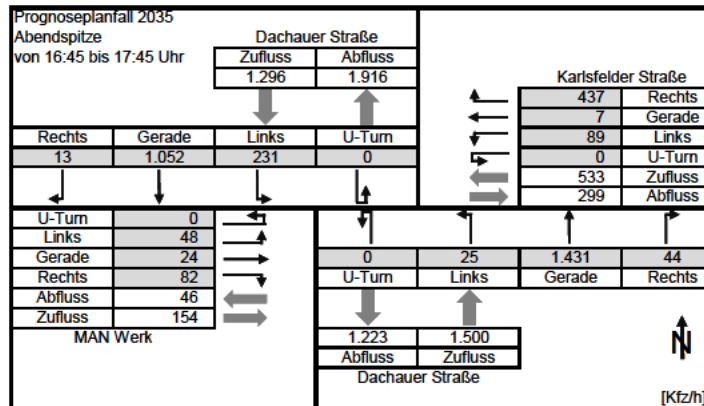 Prognoseplanfall 2035
Abendspitze
von 16:45 bis 17:45 Uhr
Dachauer Straße
Zufluss Abfluss
1.296 1.916
Rechts Gerade Links U-Turn
13 1.052 231 0
Karlsfelder Straße
437 Rechts
7 Gerade
89 Links
0 U-Turn
533 Zufluss
299 Abfluss
U-Turn 0
Links 48
Gerade 24
Rechts 82
Abfluss 46
Zufluss 154
MAN Werk
0 25 1.431 44
U-Turn Links Gerade Rechts
1.223 1.500
Abfluss Zufluss
Dachauer Straße
N
[Kfz/h]